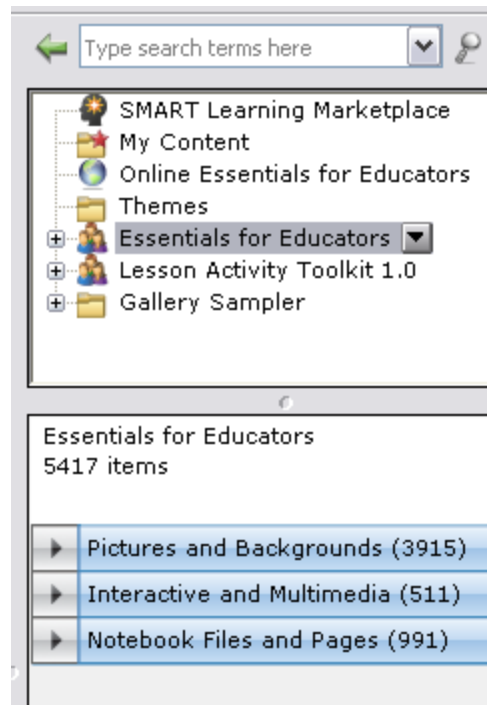 Type search terms here
SMART Learning Marketplace
My Content
Online Essentials for Educators
Themes
Essentials for Educators
Lesson Activity Toolkit 1.0
Gallery Sampler
Essentials for Educators
5417 items
Pictures and Backgrounds (3915)
Interactive and Multimedia (511)
Notebook Files and Pages (991)